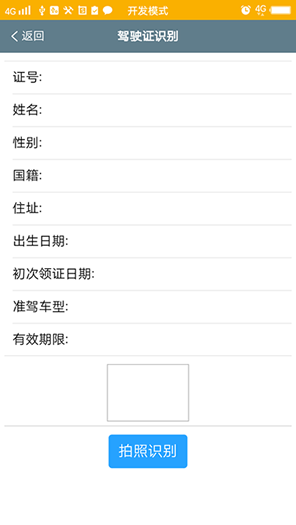 4G 开发模式 4G
返回 驾驶证识别
证号:
姓名:
性别:
国籍:
住址:
出生日期:
初次领证日期:
准驾车型:
有效期限:
拍照识别